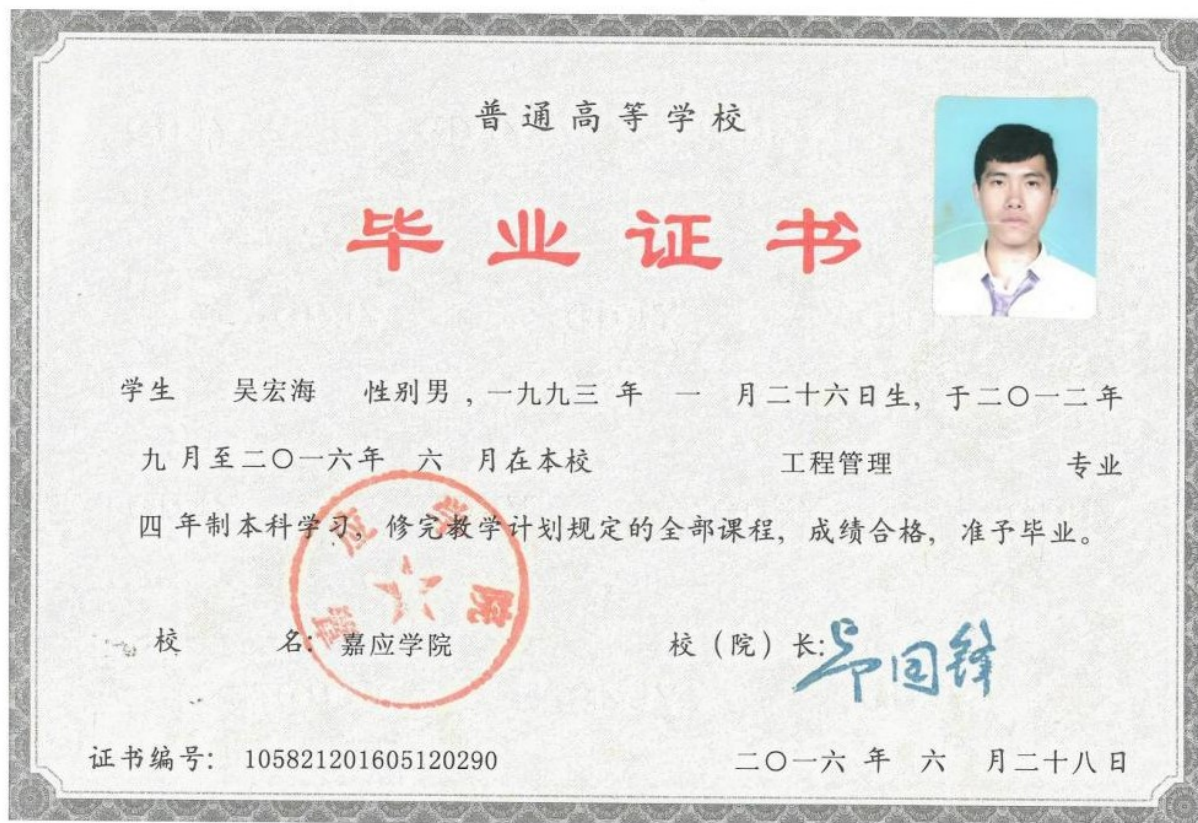 普通高等学校
毕业证书
学生 吴宏海 性别男，一九九三 年 一 月二十六日生，于二〇一二年
九 月至二〇一六年 六 月在本校 工程管理 专业
四 年制本科学习，修完教学计划规定的全部课程，成绩合格，准予毕业。
嘉应学院
校 名：嘉应学院 校（院）长：
证书编号： 105821201605120290 二〇一六 年 六 月二十八日